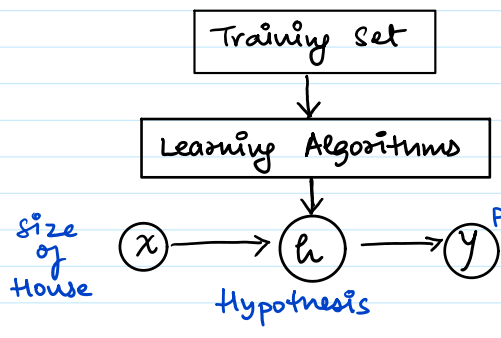 Training Set
Learning Algorithms
Size
of
House
x
h
y
P
Hypothesis